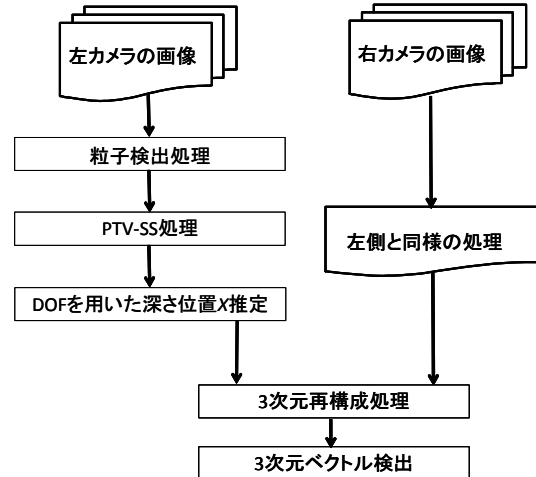 左カメラの画像
右カメラの画像
粒子検出処理
PTV-SS処理
左側と同様の処理
DOFを用いた深さ位置X推定
3次元再構成処理
3次元ベクトル検出